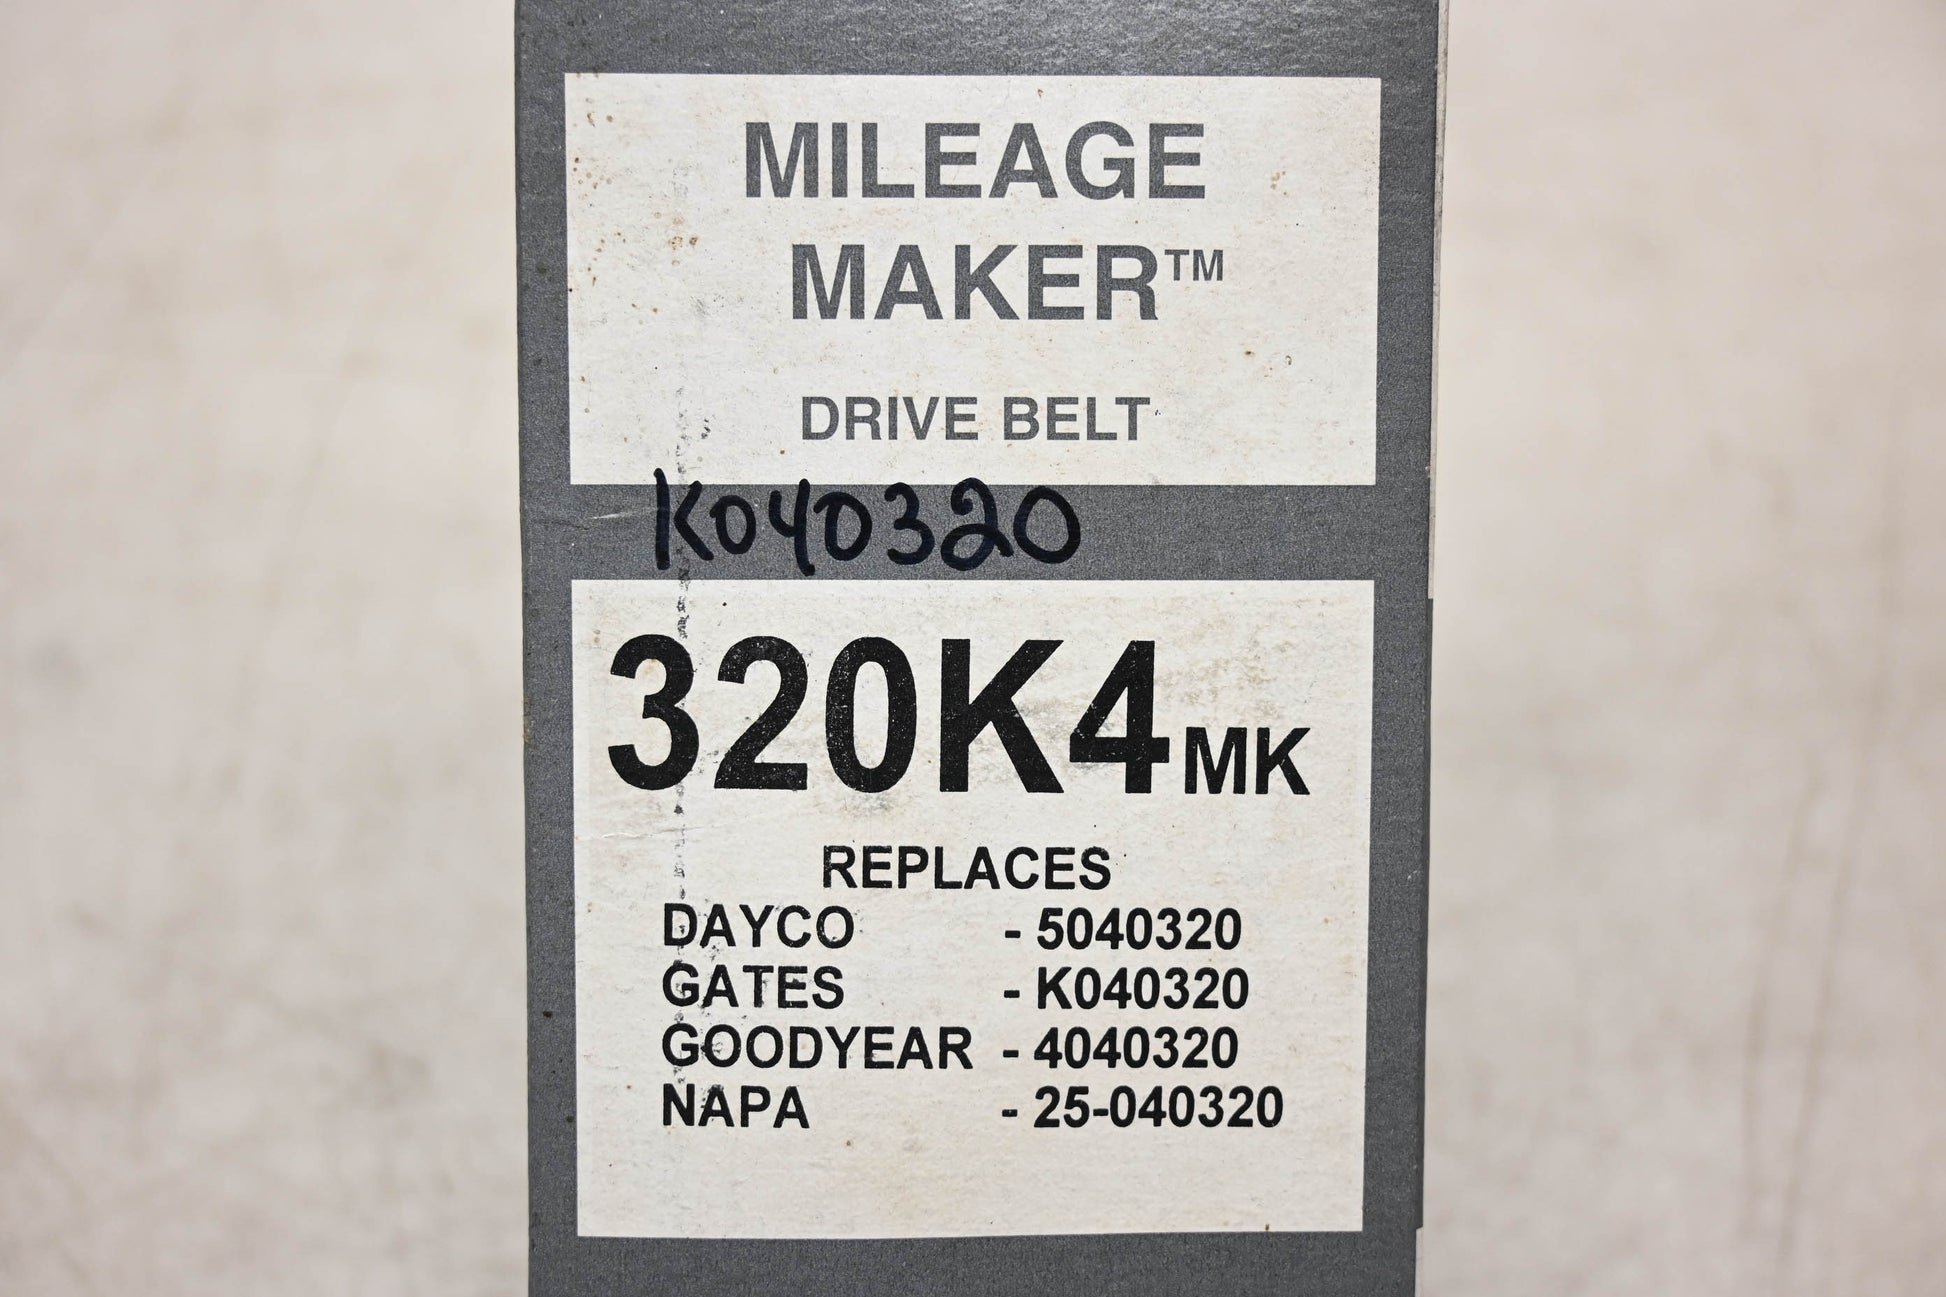 MILEAGE
MAKER™
DRIVE BELT
K040320
320K4MK
REPLACES
DAYCO - 5040320
GATES - K040320
GOODYEAR - 4040320
NAPA - 25-040320